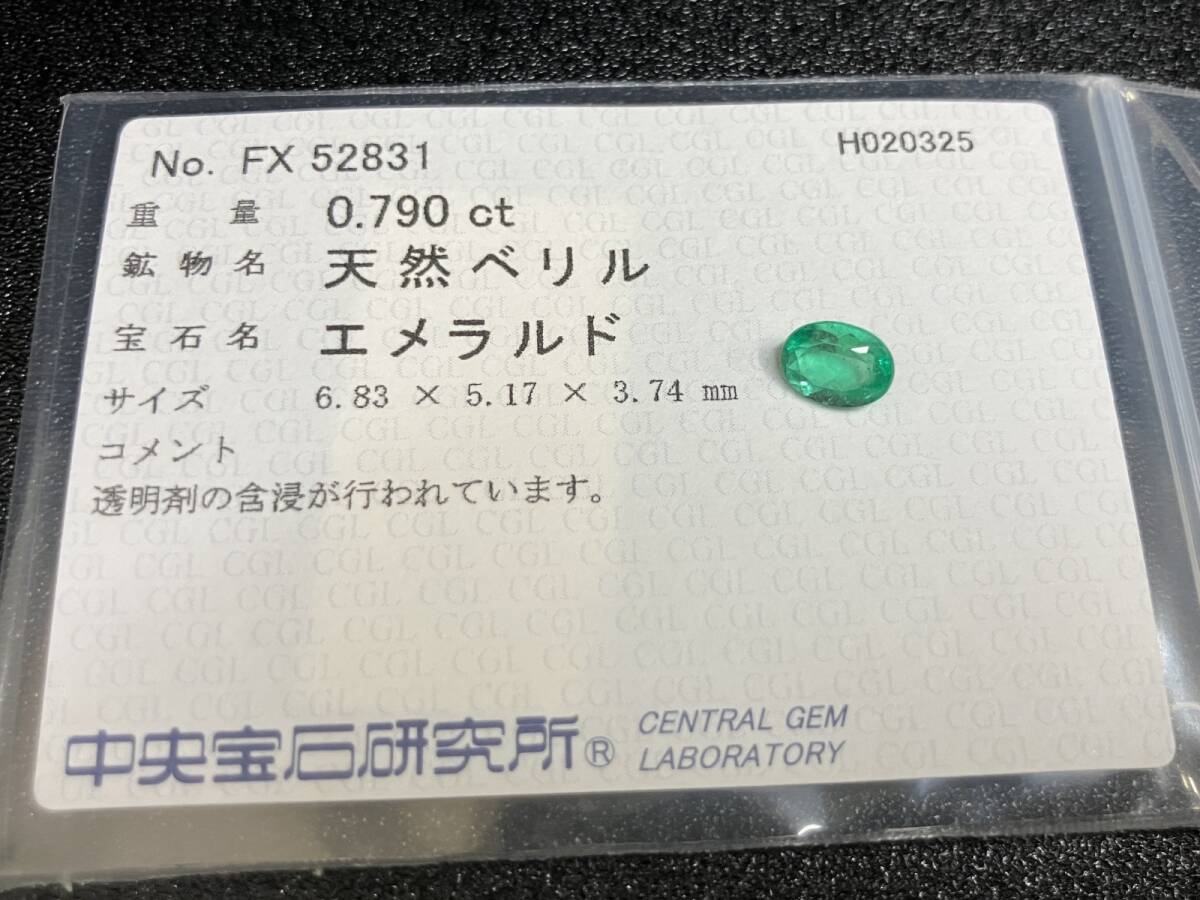 No. FX 52831
H020325
重量 0.790 ct
鉱物名 天然ベリル
宝石名 エメラルド
サイズ 6.83 × 5.17 × 3.74 mm
コメント
透明剤の含浸が行われています。
中央宝石研究所®
CENTRAL GEM
LABORATORY